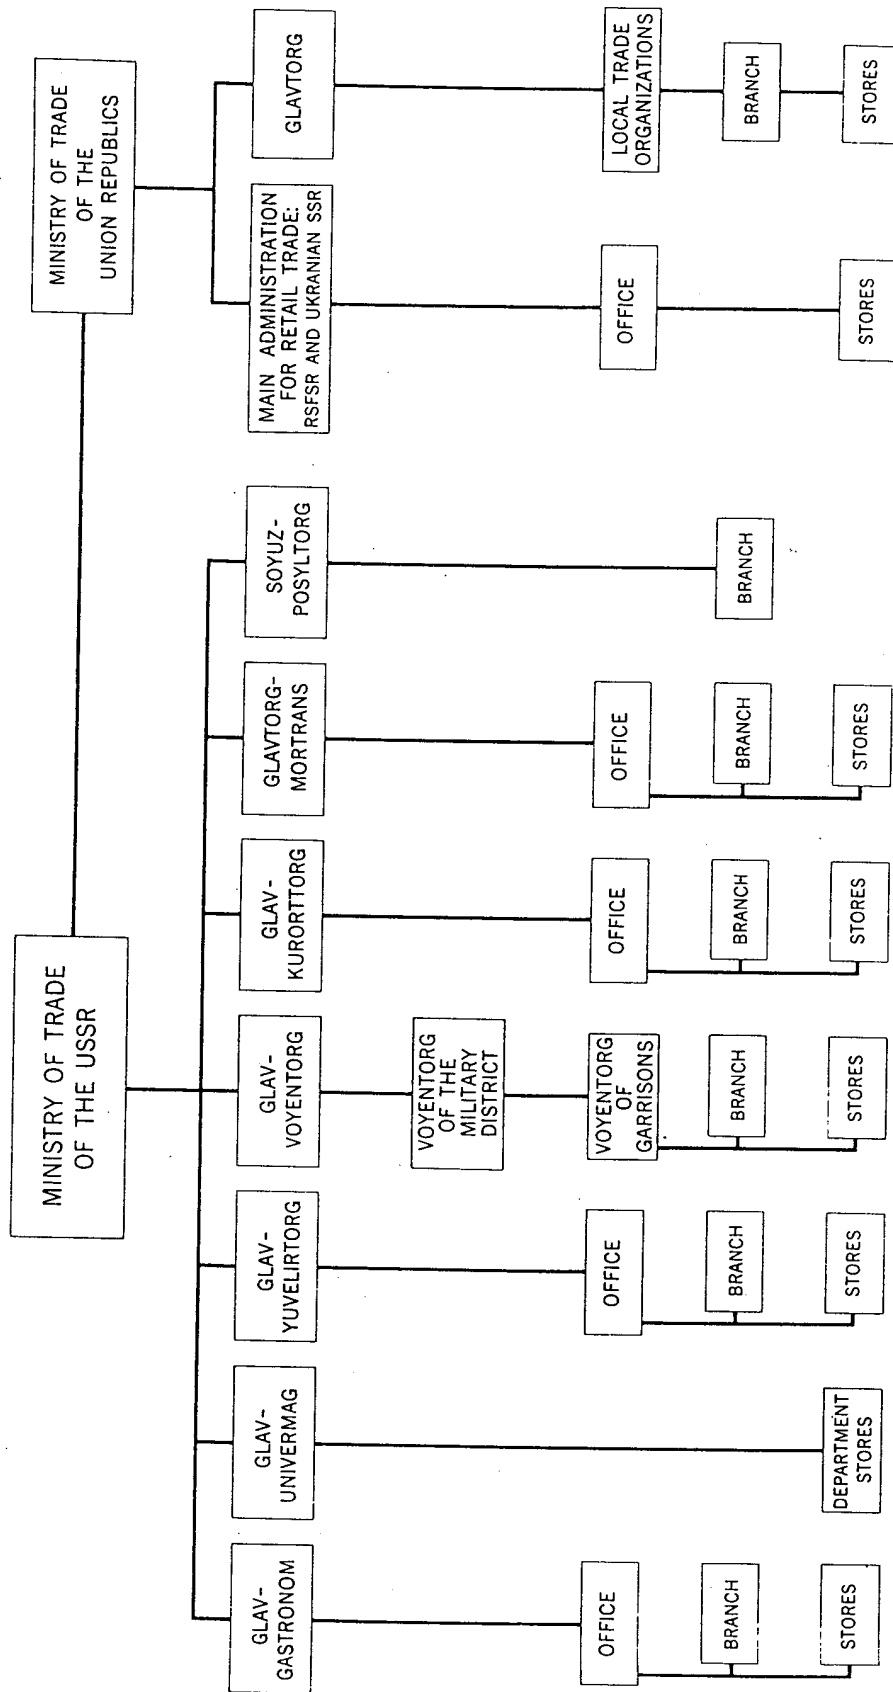 MINISTRY OF TRADE
OF THE USSR
MINISTRY OF TRADE
OF THE
UNION REPUBLICS
GLAV-
GASTRONOM
GLAV-
UNIVERMAG
GLAV-
YUVELIRTORG
GLAV-
VOYENTORG
GLAV-
KURORTTORG
GLAVTORG-
MORTRANS
SOYUZ-
POSYLTORG
MAIN ADMINISTRATION
FOR RETAIL TRADE:
RSFSR AND UKRANIAN SSR
GLAVTORG
VOYENTORG
OF THE
MILITARY
DISTRICT
OFFICE
OFFICE
VOYENTORG
OF
GARRISONS
OFFICE
OFFICE
OFFICE
LOCAL TRADE
ORGANIZATIONS
BRANCH
BRANCH
BRANCH
BRANCH
BRANCH
BRANCH
BRANCH
STORES
DEPARTMENT
STORES
STORES
STORES
STORES
STORES
STORES
STORES